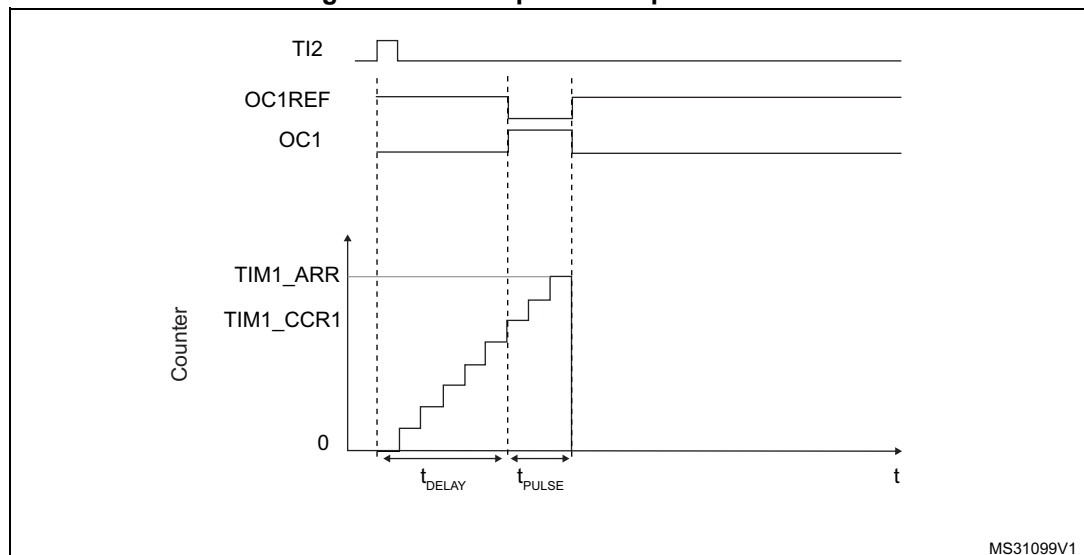 TI2
OC1REF
OC1
TIM1_ARR
TIM1_CCR1
Counter
0
tDELAY
tPULSE
t
MS31099V1